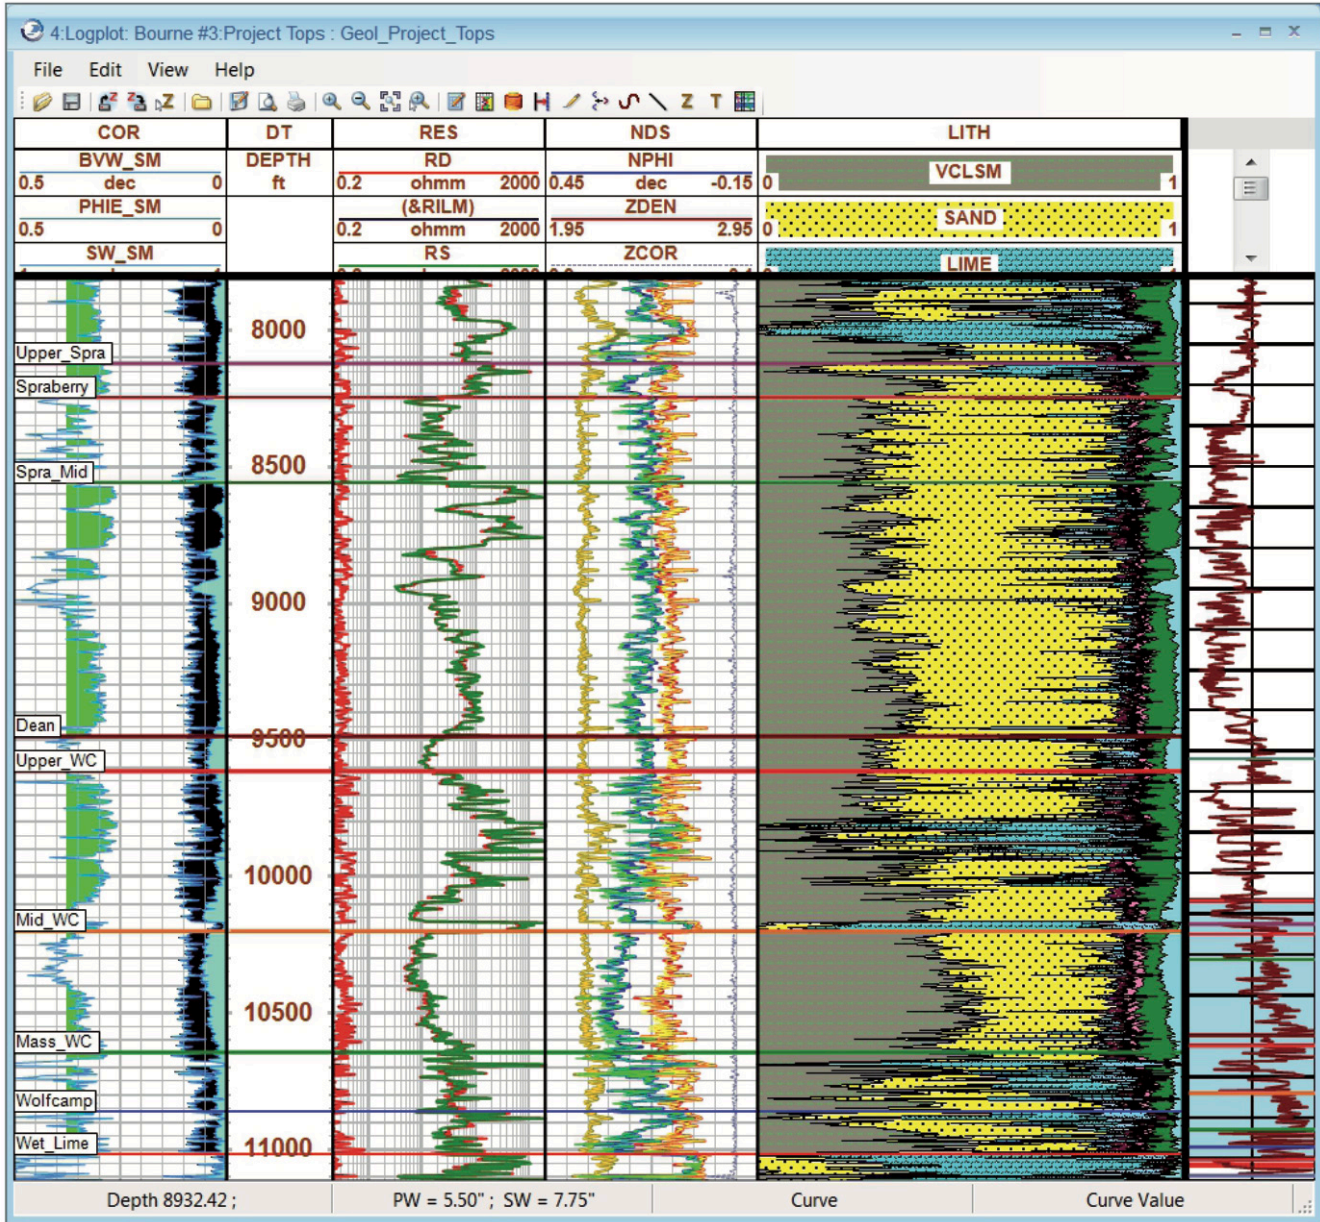 4:Logplot: Bourne #3:Project Tops : Geol_Project_Tops
File Edit View Help
COR DT RES NDS LITH
BVW_SM DEPTH RD NPHI VCLSM
0.5 dec 0 ft 0.2 ohmm 2000 0.45 dec -0.15 0 1
PHIE_SM (&RILM) ZDEN SAND
0.5 0 0.2 ohmm 2000 1.95 2.95 0 1
SW_SM RS ZCOR LIME
8000
Upper_Spra
Spraberry
8500
Spra_Mid
9000
Dean
9500
Upper_WC
10000
Mid_WC
10500
Mass_WC
Wolfcamp
Wet_Lime
11000
Depth 8932.42 ; PW = 5.50" ; SW = 7.75" Curve Curve Value